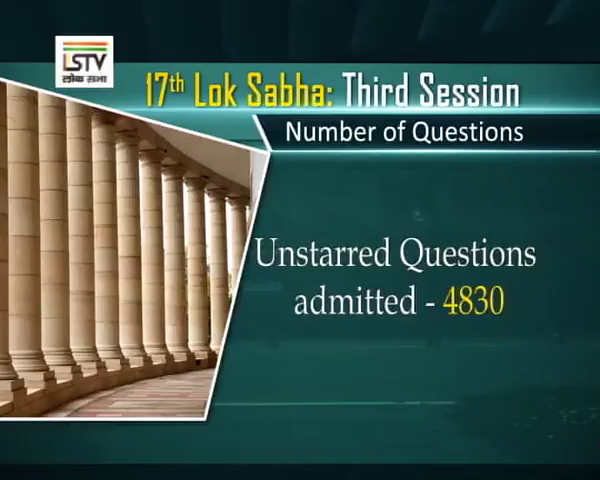 LSTV
लोक सभा
17th Lok Sabha: Third Session
Number of Questions
Unstarred Questions
admitted - 4830